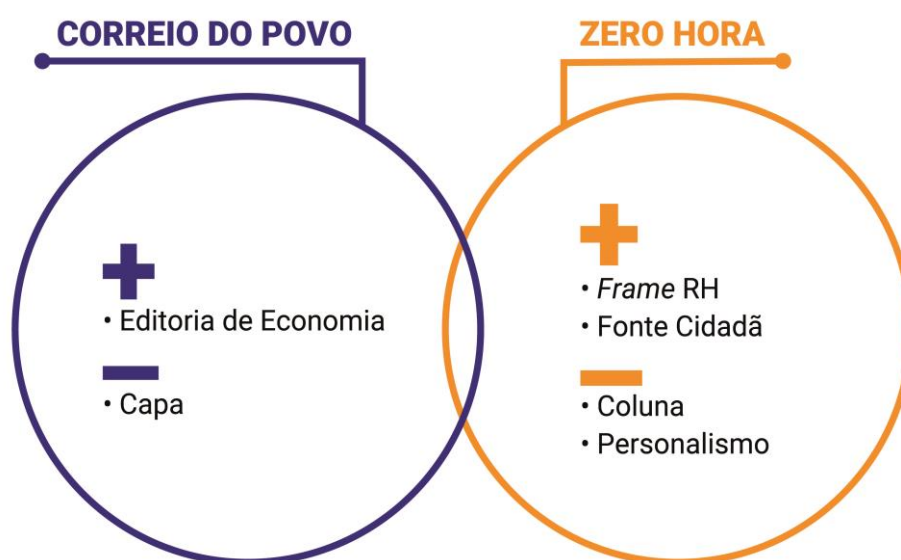 CORREIO DO POVO
• Editoria de Economia
• Capa
ZERO HORA
• Frame RH
• Fonte Cidadã
• Coluna
• Personalismo